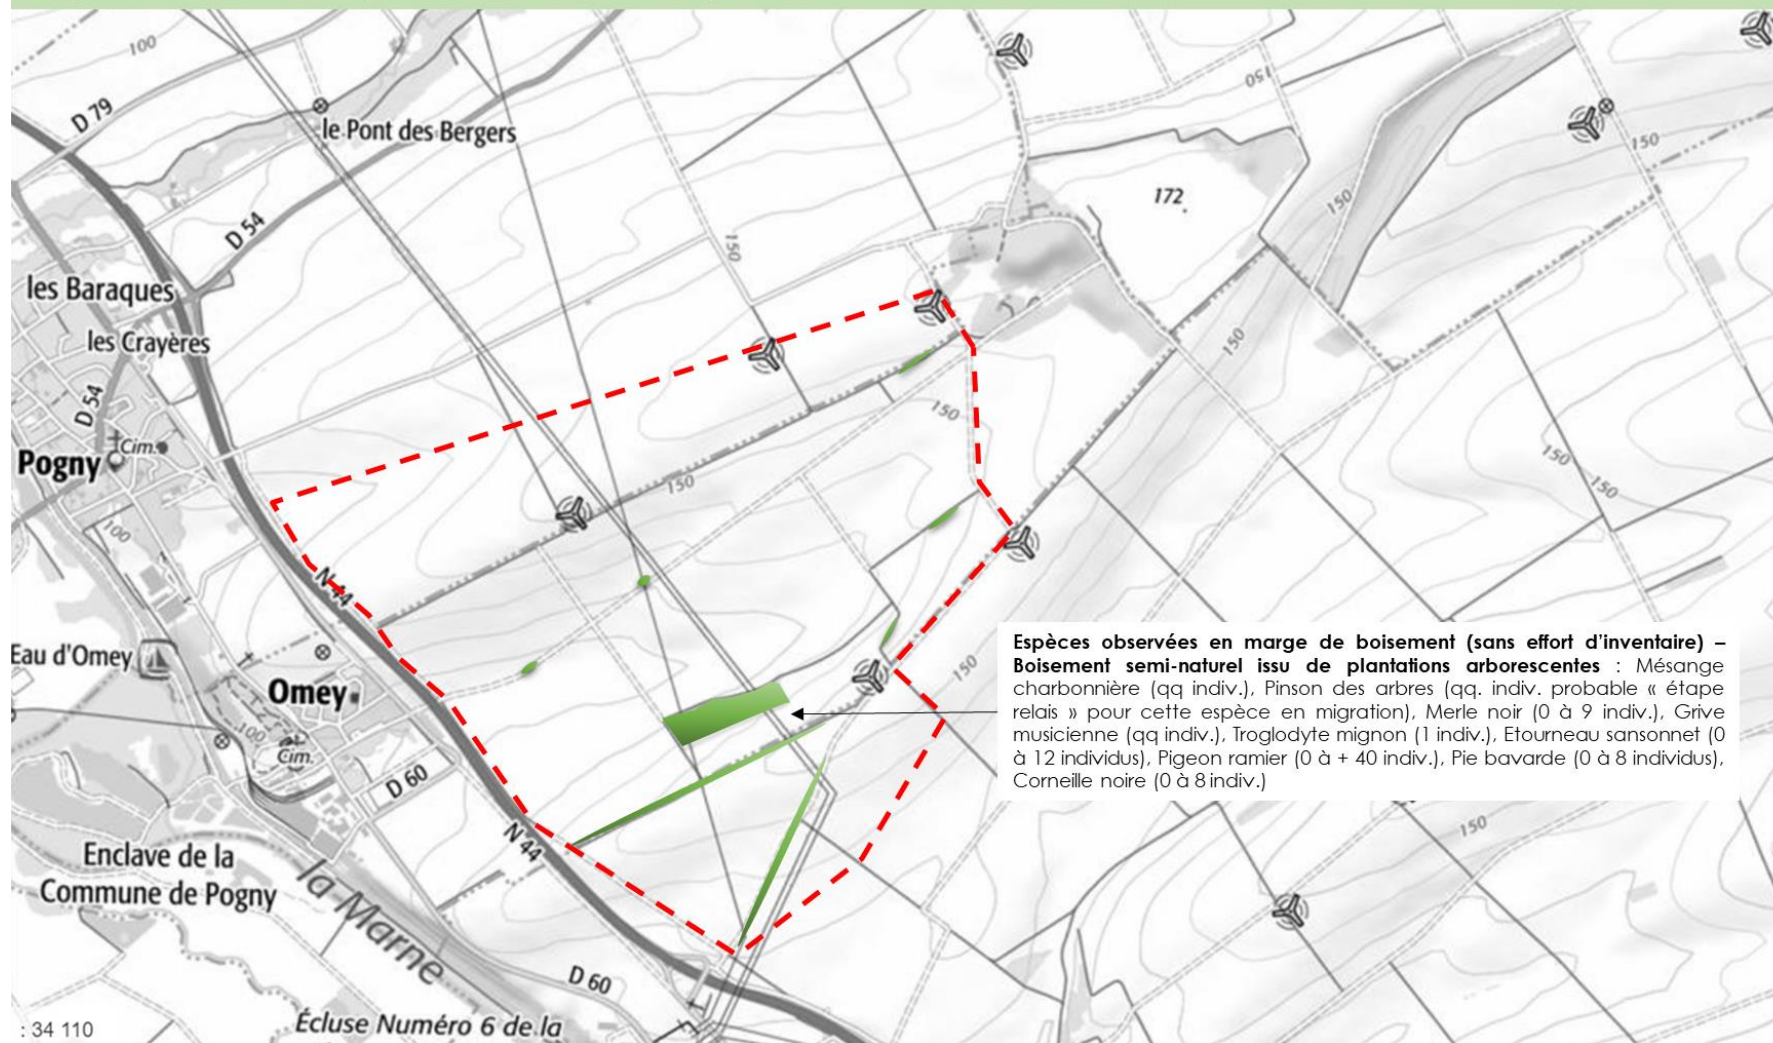 100
D 79
le Pont des Bergers
150
150
172
150
D 54
150
les Baraques
les Crayères
150
D 54
150
Cim.
Pogny
150
150
150
100
N 44
Eau d'Omey
Omey
150
100
Cim.
D 60
Espèces observées en marge de boisement (sans effort d'inventaire) –
Boisement semi-naturel issu de plantations arborescentes : Mésange
charbonnière (qq indiv.), Pinson des arbres (qq. indiv. probable « étape
relais » pour cette espèce en migration), Merle noir (0 à 9 indiv.), Grive
musicienne (qq indiv.), Troglodyte mignon (1 indiv.), Etourneau sansonnet (0
à 12 individus), Pigeon ramier (0 à + 40 indiv.), Pie bavarde (0 à 8 individus),
Corneille noire (0 à 8 indiv.)
N 44
150
Enclave de la
Commune de Pogny
la Marne
D 60
: 34 110
Écluse Numéro 6 de la